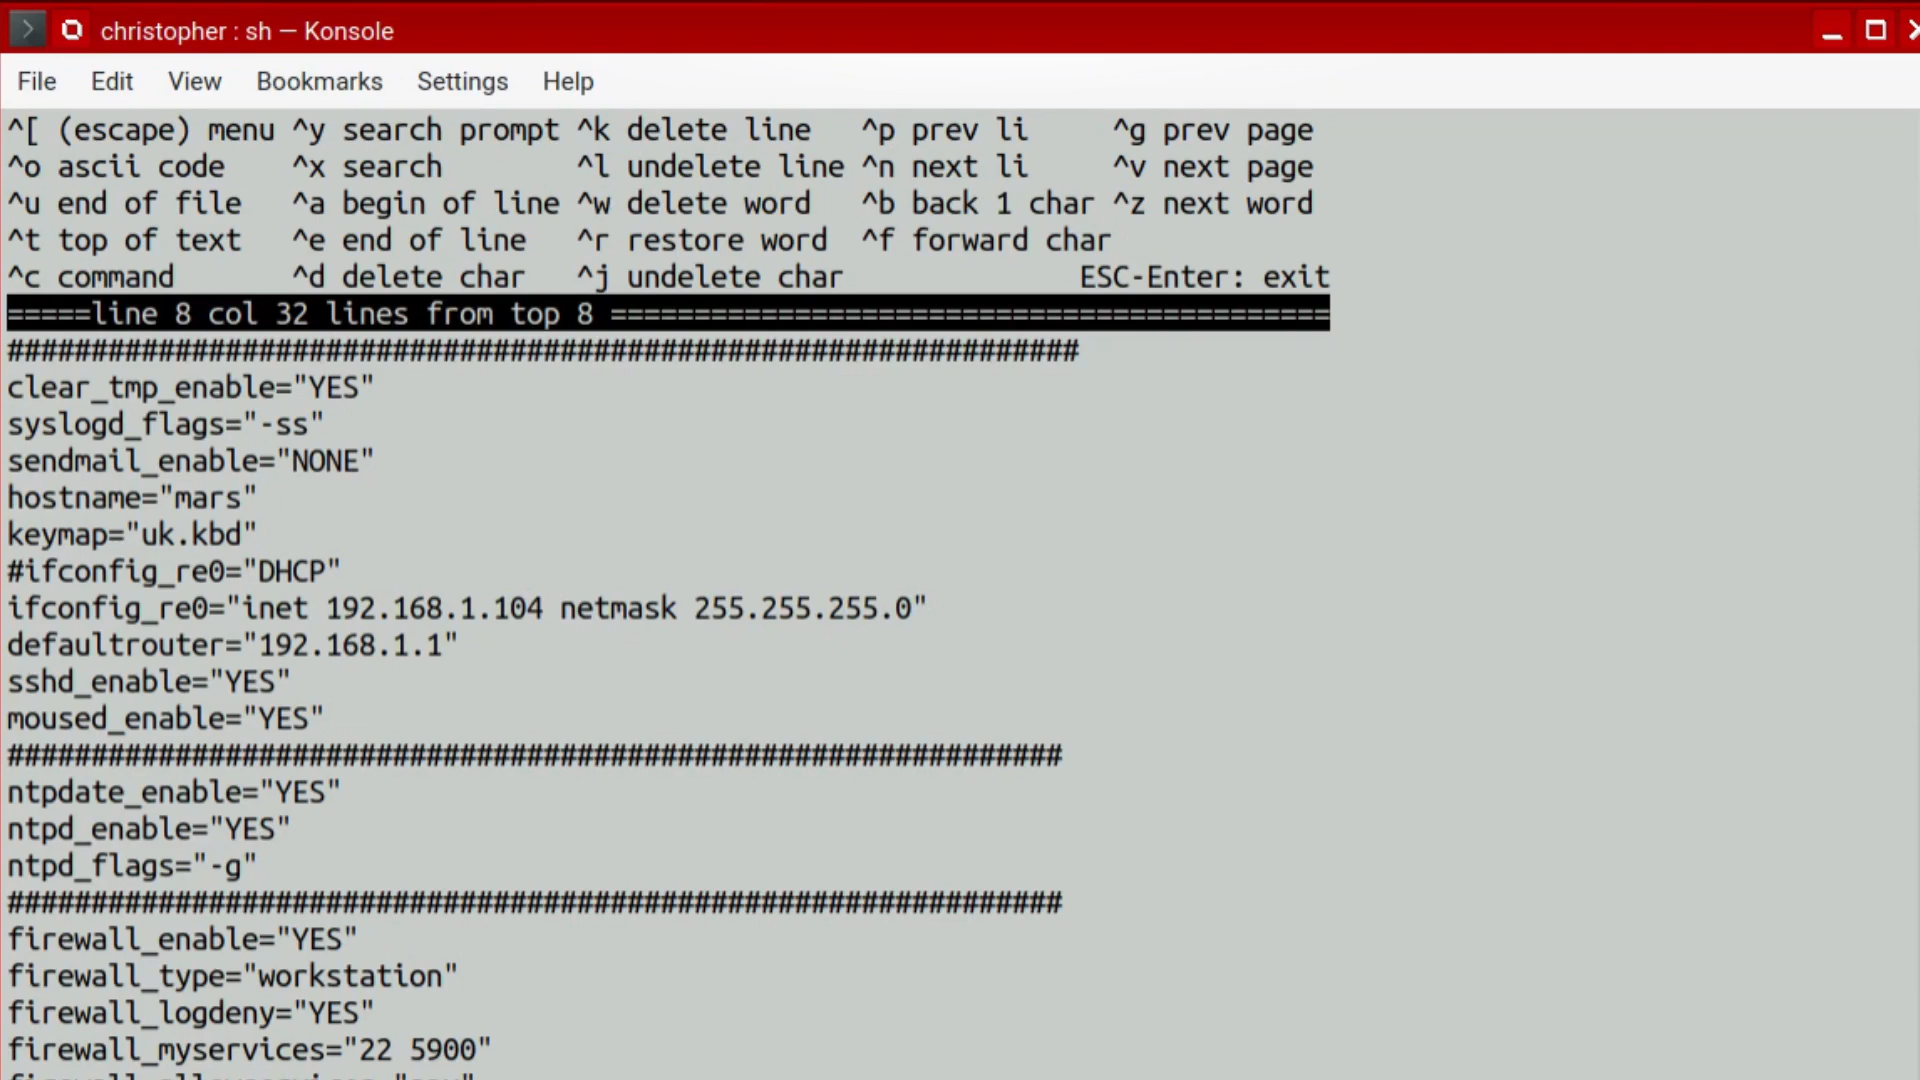 christopher : sh — Konsole
File Edit View Bookmarks Settings Help
^[ (escape) menu ^y search prompt ^k delete line ^p prev li ^g prev page
^o ascii code ^x search ^l undelete line ^n next li ^v next page
^u end of file ^a begin of line ^w delete word ^b back 1 char ^z next word
^t top of text ^e end of line ^r restore word ^f forward char
^c command ^d delete char ^j undelete char ESC-Enter: exit
=====line 8 col 32 lines from top 8 ===========================================
################################################################
clear_tmp_enable="YES"
syslogd_flags="-ss"
sendmail_enable="NONE"
hostname="mars"
keymap="uk.kbd"
#ifconfig_re0="DHCP"
ifconfig_re0="inet 192.168.1.104 netmask 255.255.255.0"
defaultrouter="192.168.1.1"
sshd_enable="YES"
moused_enable="YES"
###############################################################
ntpdate_enable="YES"
ntpd_enable="YES"
ntpd_flags="-g"
###############################################################
firewall_enable="YES"
firewall_type="workstation"
firewall_logdeny="YES"
firewall_myservices="22 5900"